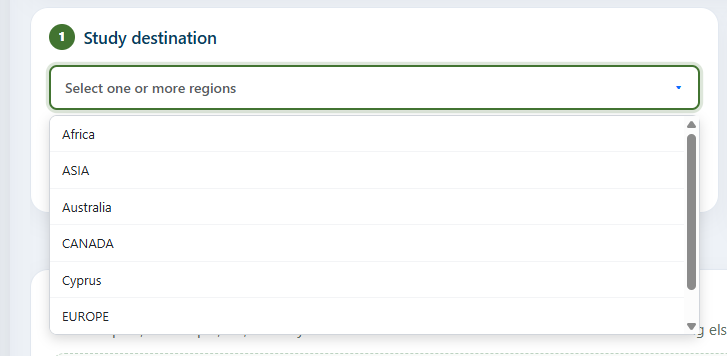 1 Study destination
Select one or more regions
Africa
ASIA
Australia
CANADA
Cyprus
EUROPE